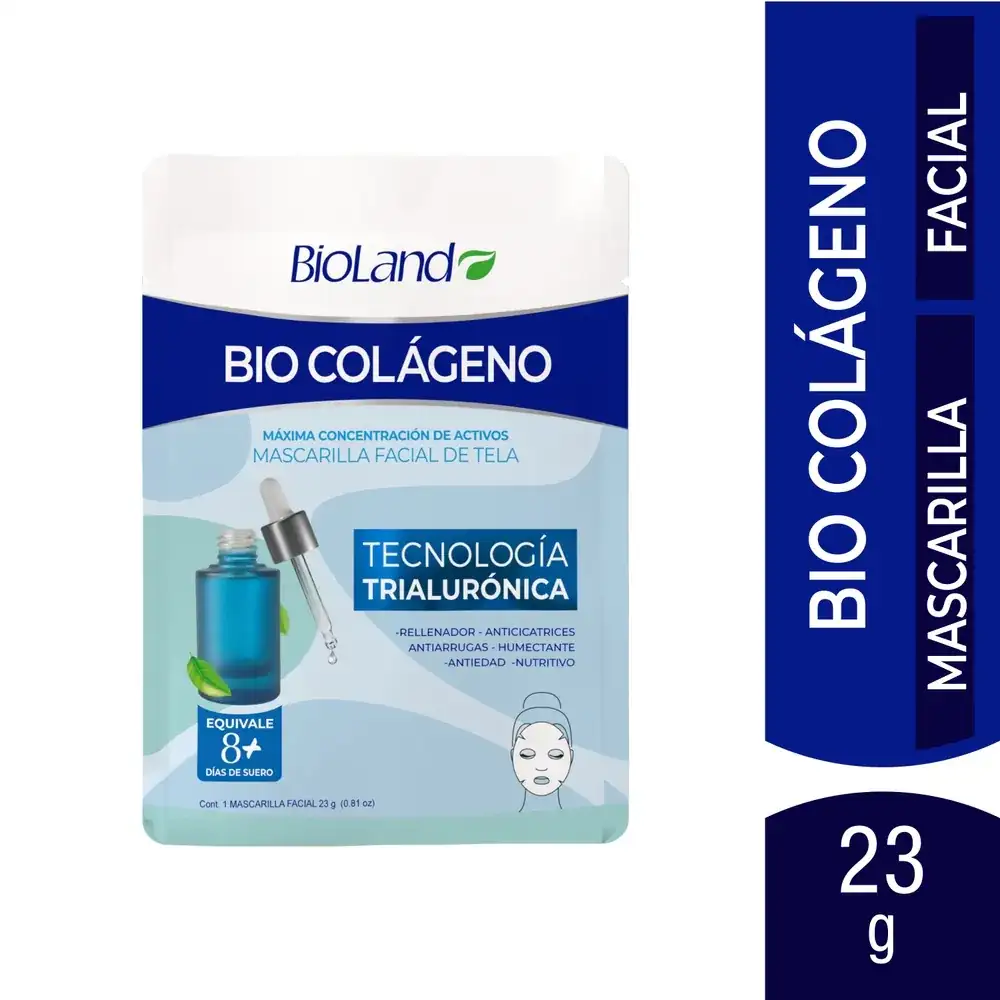 BioLand
BIO COLÁGENO
MÁXIMA CONCENTRACIÓN DE ACTIVOS
MASCARILLA FACIAL DE TELA
TECNOLOGÍA
TRIALURÓNICA
-RELLENADOR - ANTICICATRICES
ANTIARRUGAS - HUMECTANTE
-ANTIEDAD -NUTRITIVO
EQUIVALE
8+
DÍAS DE SUERO
Cont. 1 MASCARILLA FACIAL 23 g (0.81 oz)
BIO COLÁGENO
MASCARILLA FACIAL
23
g